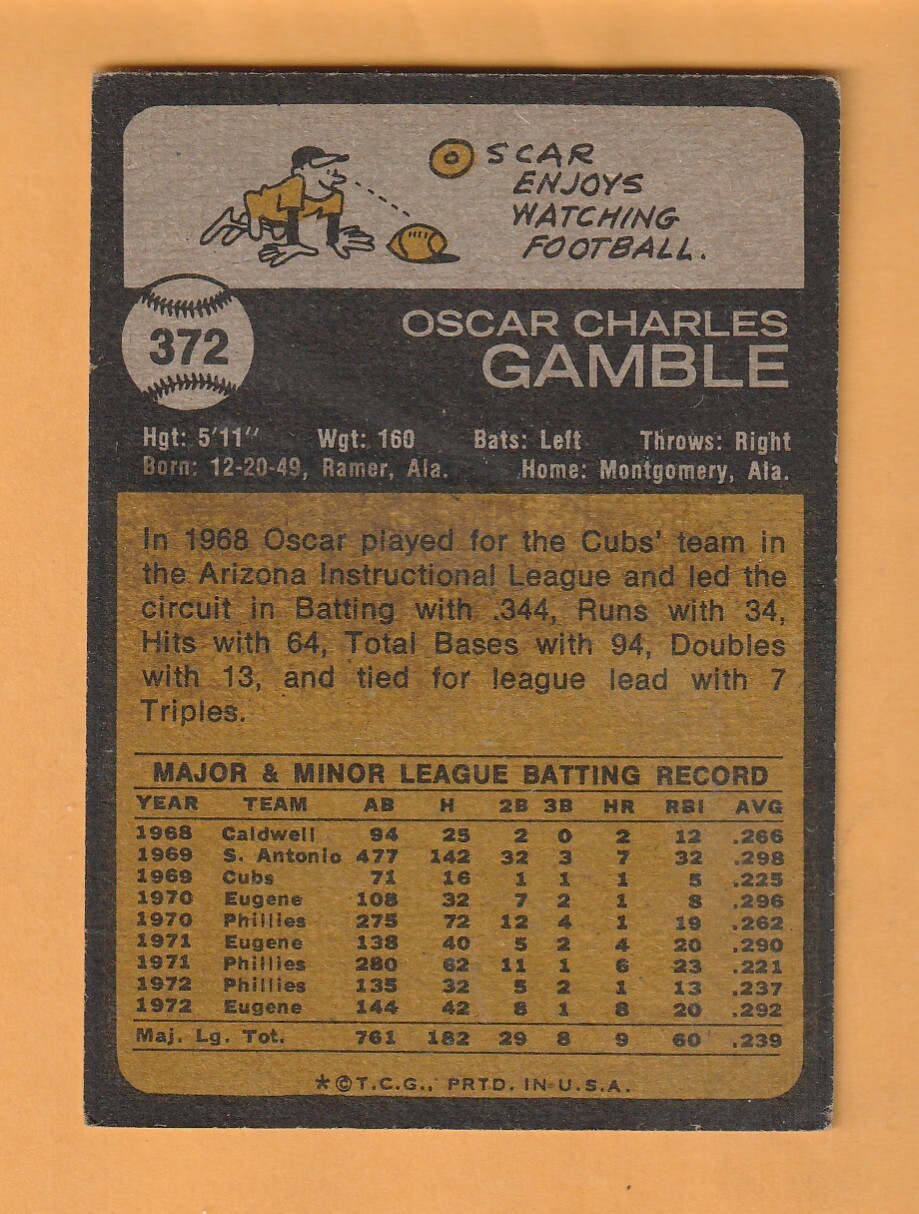 OSCAR
ENJOYS
WATCHING
FOOTBALL.
372
OSCAR CHARLES
GAMBLE
Hgt: 5'11" Wgt: 160 Bats: Left Throws: Right
Born: 12-20-49, Ramer, Ala. Home: Montgomery, Ala.
In 1968 Oscar played for the Cubs' team in
the Arizona Instructional League and led the
circuit in Batting with .344, Runs with 34,
Hits with 64, Total Bases with 94, Doubles
with 13, and tied for league lead with 7
Triples.
MAJOR & MINOR LEAGUE BATTING RECORD
YEAR TEAM AB H 2B 3B HR RBI AVG
1968 Caldwell 94 25 2 0 2 12 .266
1969 S. Antonio 477 142 32 3 7 32 .298
1969 Cubs 71 16 1 1 1 5 .225
1970 Eugene 108 32 7 2 1 8 .296
1970 Phillies 275 72 12 4 1 19 .262
1971 Eugene 138 40 5 2 4 20 .290
1971 Phillies 280 62 11 1 6 23 .221
1972 Phillies 135 32 5 2 1 13 .237
1972 Eugene 144 42 8 1 8 20 .292
Maj. Lg. Tot. 761 182 29 8 9 60 .239
*©T.C.G., PRTD. IN U.S.A.